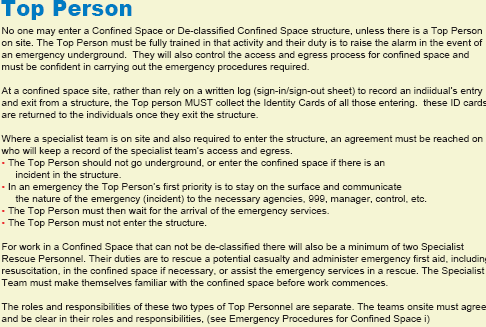 Top Person
No one may enter a Confined Space or De-classified Confined Space structure, unless there is a Top Person
on site. The Top Person must be fully trained in that activity and their duty is to raise the alarm in the event of
an emergency underground.  They will also control the access and egress process for confined space and
must be confident in carrying out the emergency procedures required.
At a confined space site, rather than rely on a written log (sign-in/sign-out sheet) to record an indiidual's entry
and exit from a structure, the Top person MUST collect the Identity Cards of all those entering.  these ID cards
are returned to the individuals once they exit the structure.
Where a specialist team is on site and also required to enter the structure, an agreement must be reached on
who will keep a record of the specialist team's access and egress.
• The Top Person should not go underground, or enter the confined space if there is an
incident in the structure.
• In an emergency the Top Person's first priority is to stay on the surface and communicate
the nature of the emergency (incident) to the necessary agencies, 999, manager, control, etc.
• The Top Person must then wait for the arrival of the emergency services.
• The Top Person must not enter the structure.
For work in a Confined Space that can not be de-classified there will also be a minimum of two Specialist
Rescue Personnel. Their duties are to rescue a potential casualty and administer emergency first aid, including
resuscitation, in the confined space if necessary, or assist the emergency services in a rescue. The Specialist
Team must make themselves familiar with the confined space before work commences.
The roles and responsibilities of these two types of Top Personnel are separate. The teams onsite must agree
and be clear in their roles and responsibilities, (see Emergency Procedures for Confined Space i)